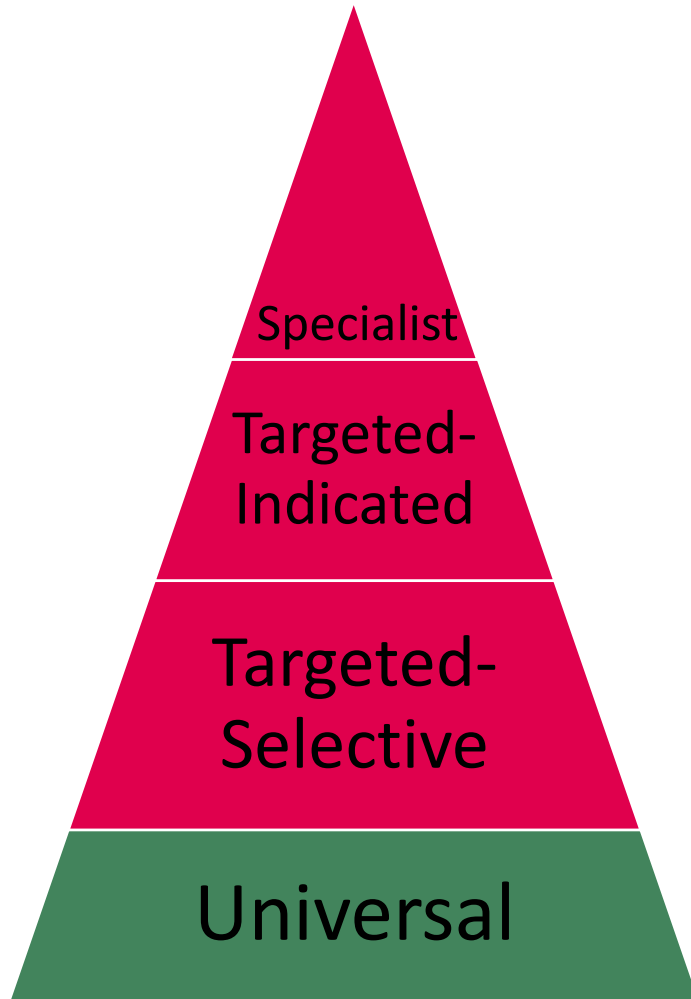 Specialist
Targeted-
Indicated
Targeted-
Selective
Universal